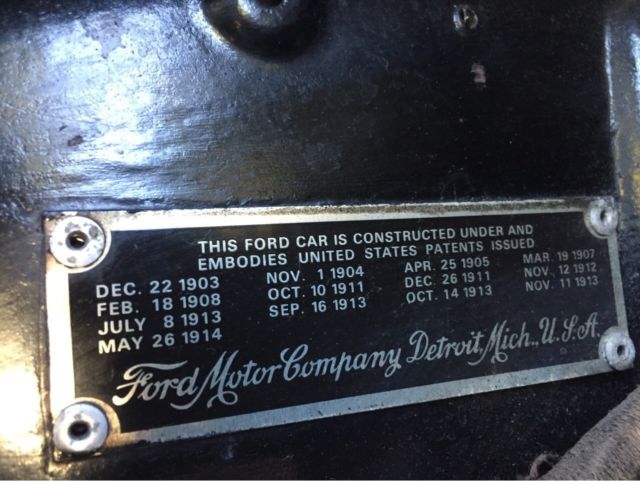 THIS FORD CAR IS CONSTRUCTED UNDER AND
EMBODIES UNITED STATES PATENTS ISSUED
DEC. 22 1903 NOV. 1 1904 APR. 25 1905 MAR. 19 1907
FEB. 18 1908 OCT. 10 1911 DEC. 26 1911 NOV. 12 1912
JULY 8 1913 SEP. 16 1913 OCT. 14 1913 NOV. 11 1913
MAY 26 1914
Ford Motor Company Detroit, Mich., U.S.A.